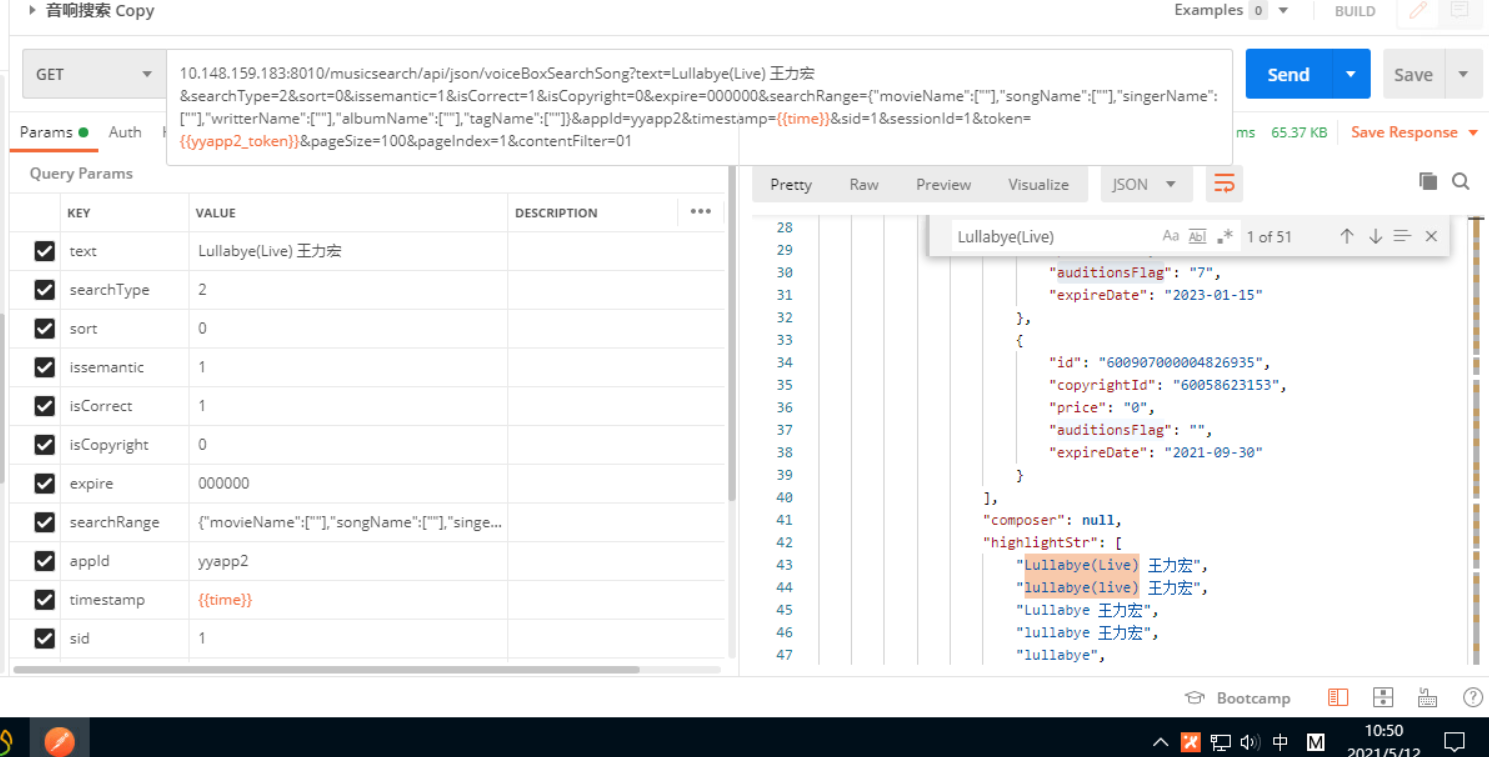 音响搜索 Copy
Examples 0
BUILD
GET
10.148.159.183:8010/musicsearch/api/json/voiceBoxSearchSong?text=Lullabye(Live) 王力宏
&searchType=2&sort=0&issemantic=1&isCorrect=1&isCopyright=0&expire=000000&searchRange={"movieName":[""],"songName":[""],"singerName":
[""],"writterName":[""],"albumName":[""],"tagName":[""]}&appId=yyapp2&timestamp={{time}}&sid=1&sessionId=1&token=
{{yyapp2_token}}&pageSize=100&pageIndex=1&contentFilter=01
Send
Save
Params
Auth
ms 65.37 KB Save Response
Query Params
Pretty Raw Preview Visualize JSON
KEY VALUE DESCRIPTION
text Lullabye(Live) 王力宏
searchType 2
sort 0
issemantic 1
isCorrect 1
isCopyright 0
expire 000000
searchRange {"movieName":[""],"songName":[""],"singe...
appId yyapp2
timestamp {{time}}
sid 1
Lullabye(Live) Aa Abl .* 1 of 51
28
29
30 "auditionsFlag": "7",
31 "expireDate": "2023-01-15"
32 },
33 {
34 "id": "600907000004826935",
35 "copyrightId": "60058623153",
36 "price": "0",
37 "auditionsFlag": "",
38 "expireDate": "2021-09-30"
39 }
40 ],
41 "composer": null,
42 "highlightStr": [
43 "Lullabye(Live) 王力宏",
44 "lullabye(live) 王力宏",
45 "Lullabye 王力宏",
46 "lullabye 王力宏",
47 "lullabye",
Bootcamp
中 M
10:50
2021/5/12